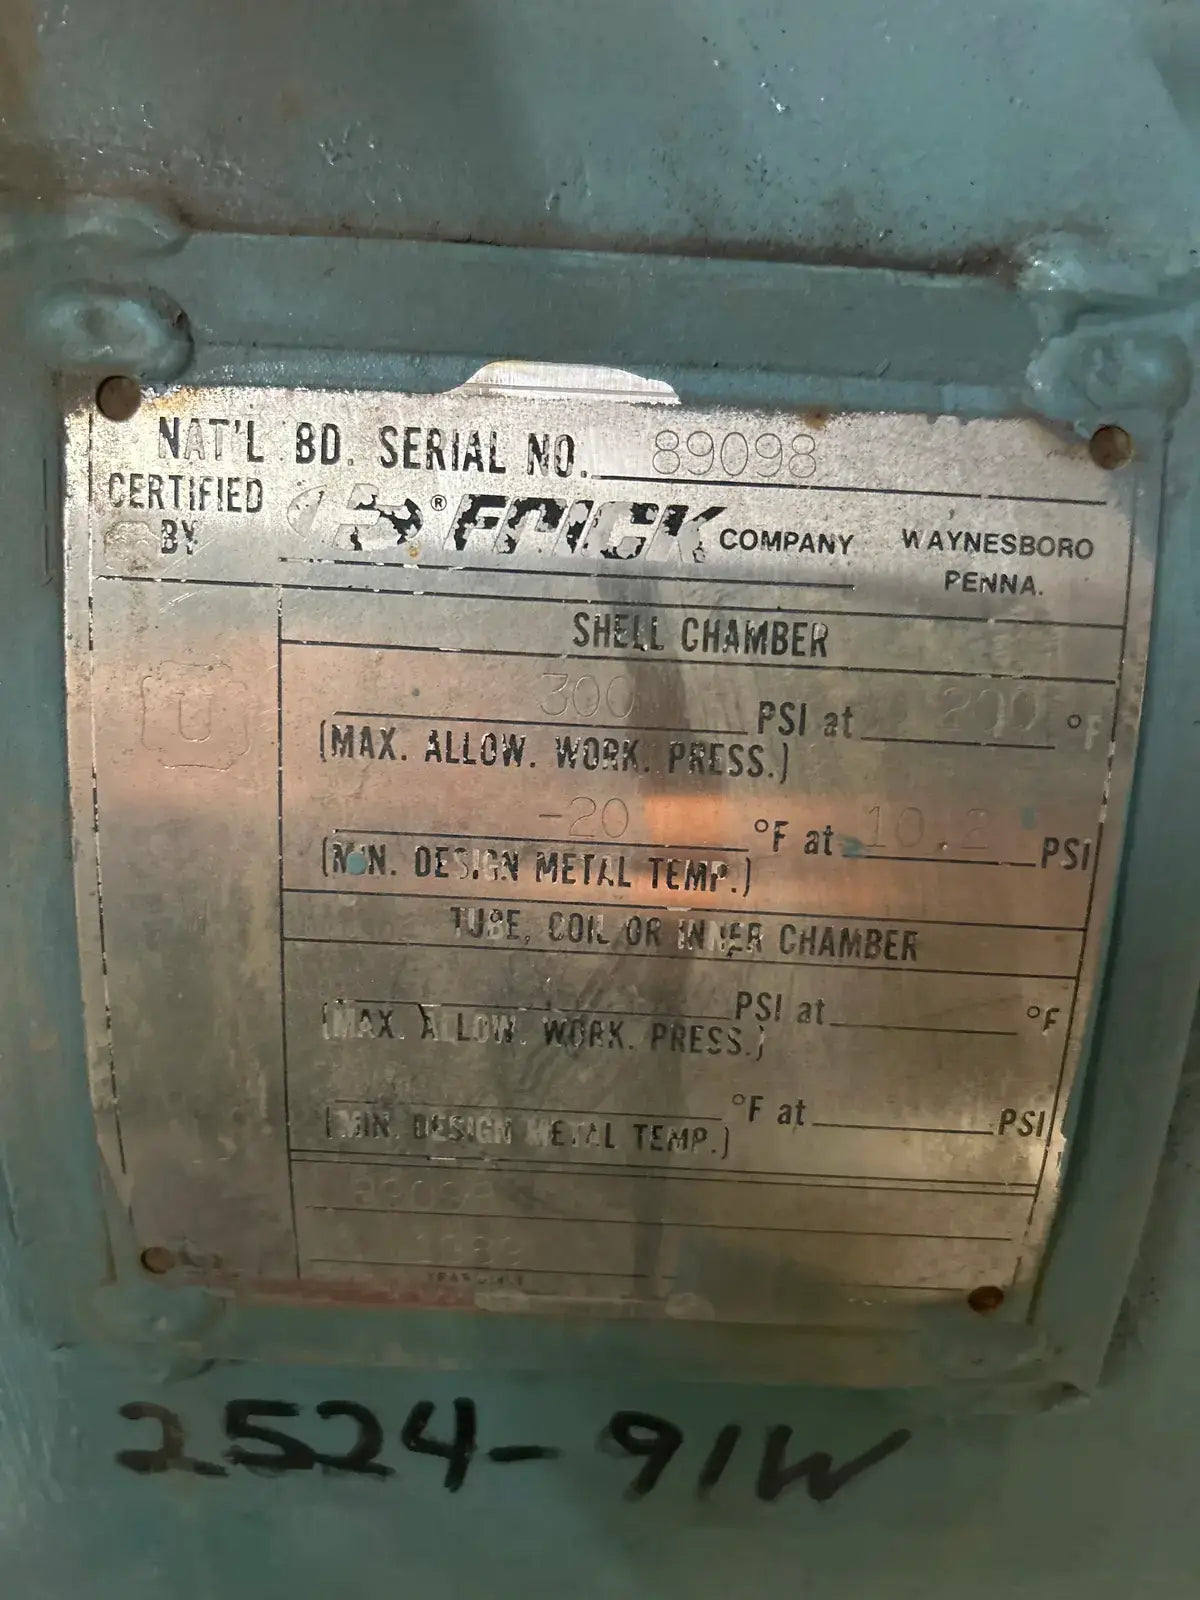 NAT'L BD. SERIAL NO. 89098
CERTIFIED BY ® FRICK COMPANY WAYNESBORO PENNA.
SHELL CHAMBER
U
300 PSI at 200 °F
(MAX. ALLOW. WORK. PRESS.)
-20 °F at 10.2 PSI
(MIN. DESIGN METAL TEMP.)
TUBE, COIL OR INNER CHAMBER
PSI at °F
(MAX. ALLOW. WORK. PRESS.)
°F at PSI
(MIN. DESIGN METAL TEMP.)
2524-91W